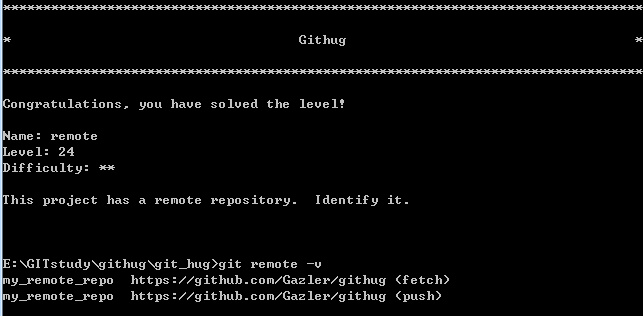 ********************************************************************************
* Githug *
********************************************************************************
Congratulations, you have solved the level!
Name: remote
Level: 24
Difficulty: **
This project has a remote repository. Identify it.
E:\GITstudy\githug\git_hug>git remote -v
my_remote_repo https://github.com/Gazler/githug (fetch)
my_remote_repo https://github.com/Gazler/githug (push)